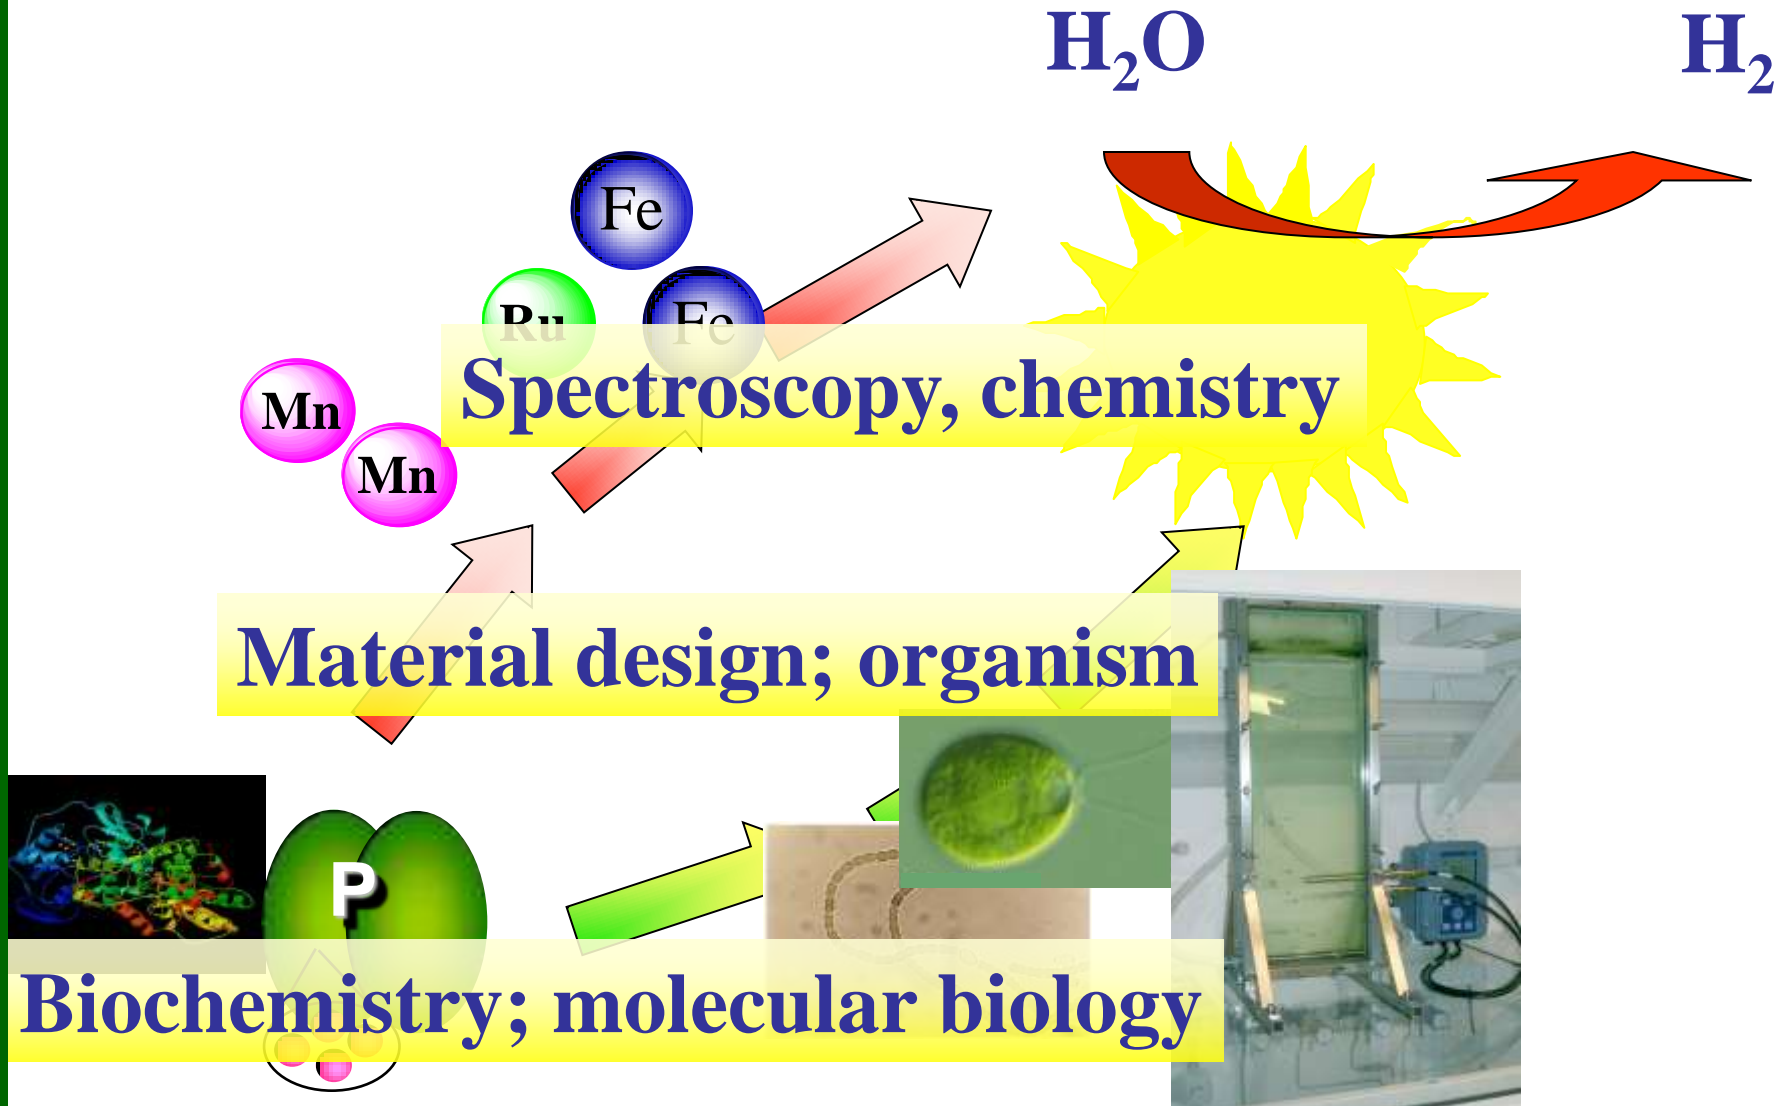 H₂O H₂
Fe
Ru Fe
Spectroscopy, chemistry
Mn
Mn
Material design; organism
P
Biochemistry; molecular biology